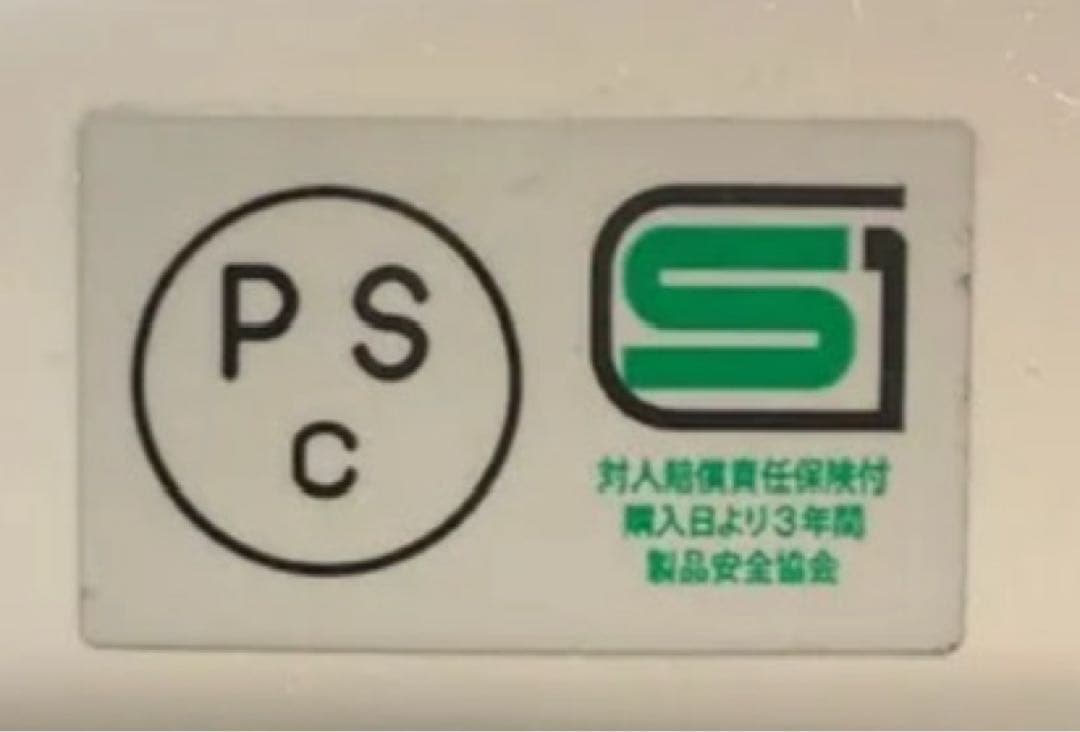 P S
C
SG
対人賠償責任保険付
購入日より3年間
製品安全協会